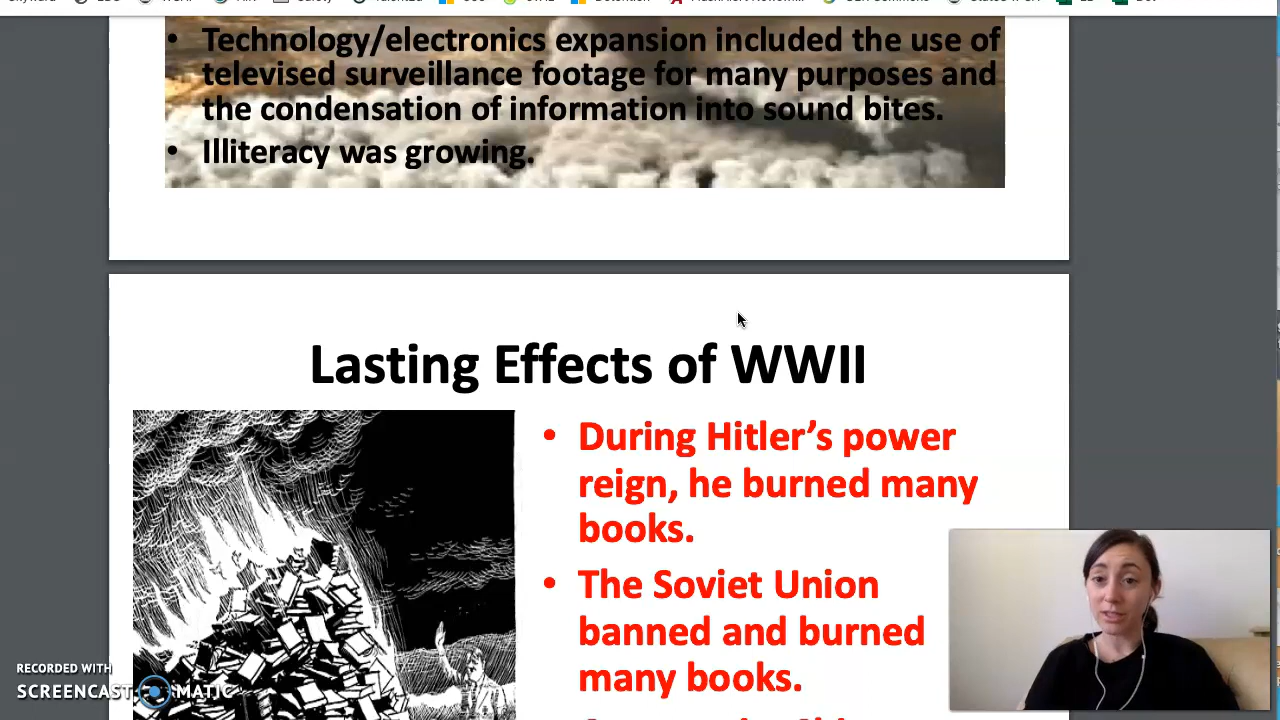 • Technology/electronics expansion included the use of
televised surveillance footage for many purposes and
the condensation of information into sound bites.
• Illiteracy was growing.
Lasting Effects of WWII
• During Hitler’s power
reign, he burned many
books.
• The Soviet Union
banned and burned
many books.
RECORDED WITH
SCREENCAST MATIC